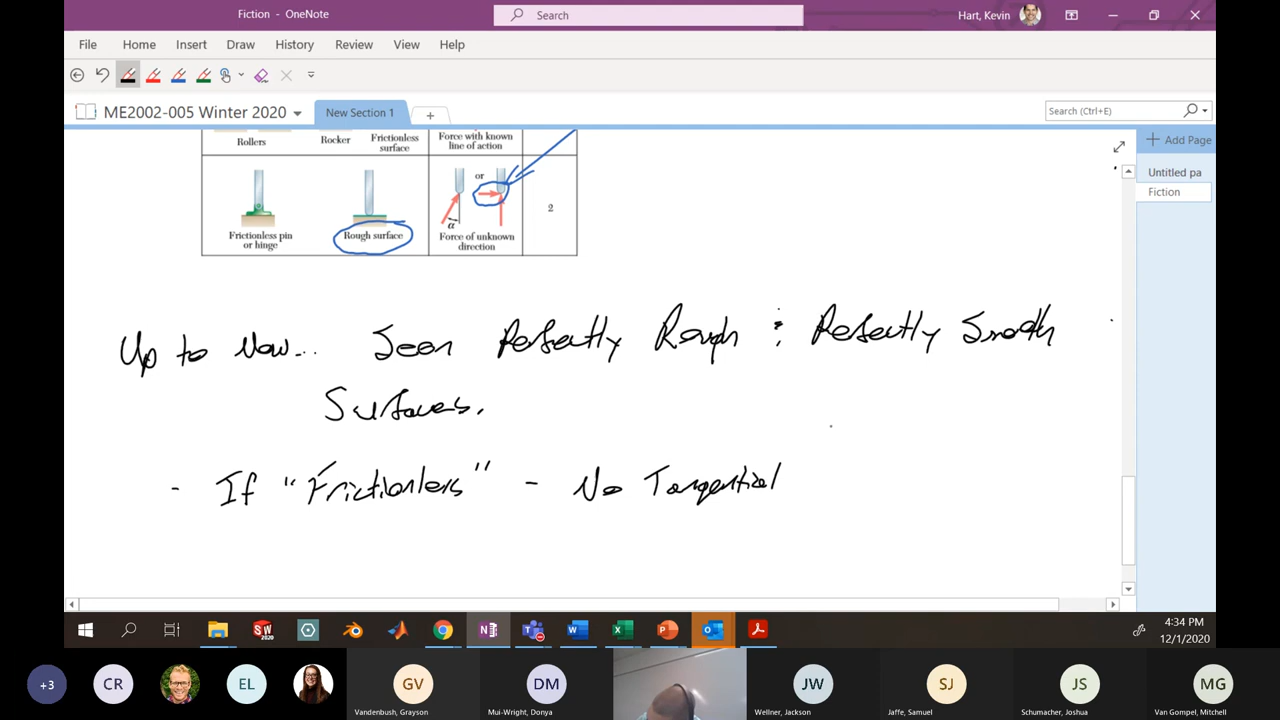 Fiction - OneNote
Search
Hart, Kevin
File Home Insert Draw History Review View Help
ME2002-005 Winter 2020
New Section 1
Search (Ctrl+E)
Add Page
Untitled pa
Fiction
Rollers
Rocker
Frictionless
surface
Force with known
line of action
Frictionless pin
or hinge
Rough surface
or
α
Force of unknown
direction
2
Up to Now... Seen Perfectly Rough & Perfectly Smooth
Surfaces.
- If "Frictionless" - No Tangential
4:34 PM
12/1/2020
+3
CR
EL
GV
Vandenbush, Grayson
DM
Mui-Wright, Donya
JW
Wellner, Jackson
SJ
Jaffe, Samuel
JS
Schumacher, Joshua
MG
Van Gompel, Mitchell